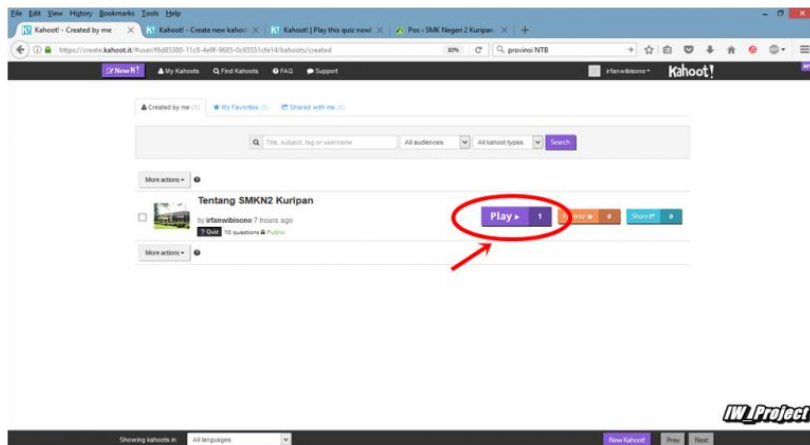 File Edit View History Bookmarks Tools Help
Kahoot! - Created by me
Kahoot! - Create new kahoo
Kahoot! | Play this quiz now!
Pos ‹ SMK Negeri 2 Kuripan
https://create.kahoot.it/
80%
provinsi NTB
New K!
My Kahoots
Find Kahoots
FAQ
Support
irfanwibisono
Kahoot!
Created by me (1)
My Favorites (0)
Shared with me (0)
Title, subject, tag or username
All audiences
All kahoot types
Search
More actions
Tentang SMKN2 Kuripan
by irfanwibisono 7 hours ago
? Quiz 10 questions Public
Play 1
0
Share 0
More actions
IW_Project
Showing kahoots in: All languages
New Kahoot!
Prev
Next